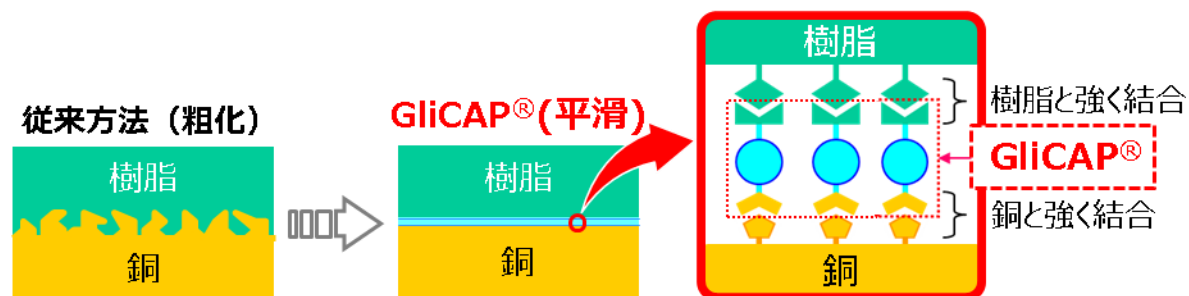 従来方法（粗化）
樹脂
銅
GliCAP®(平滑)
樹脂
銅
樹脂
樹脂と強く結合
GliCAP®
銅と強く結合
銅